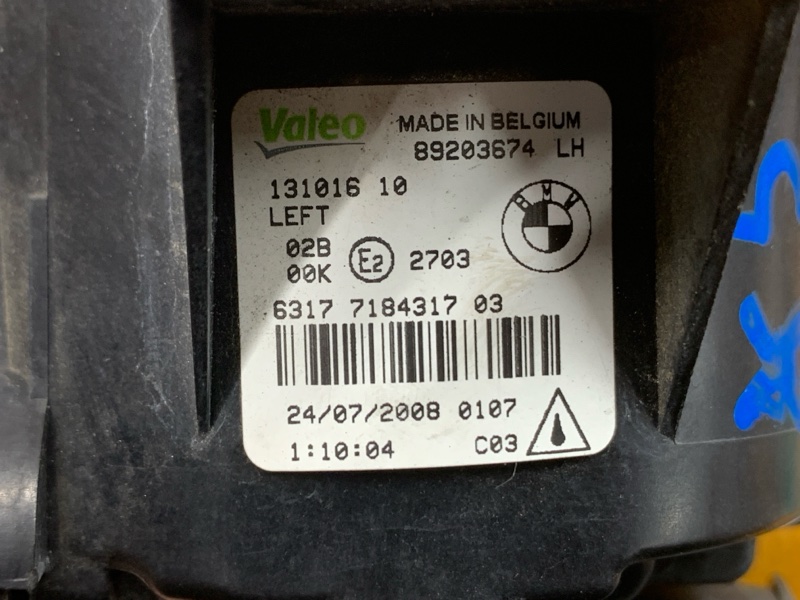 Valeo MADE IN BELGIUM
89203674 LH
131016 10
LEFT
BMW
02B
00K E2 2703
6317 7184317 03
24/07/2008 0107
1:10:04 C03